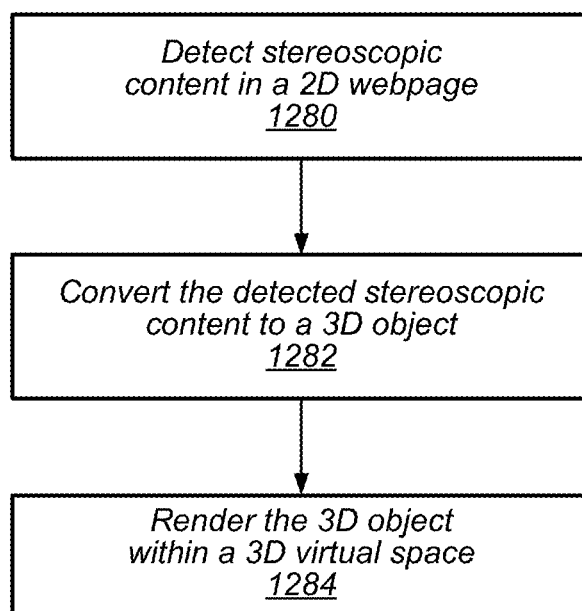 Detect stereoscopic
content in a 2D webpage
1280
Convert the detected stereoscopic
content to a 3D object
1282
Render the 3D object
within a 3D virtual space
1284